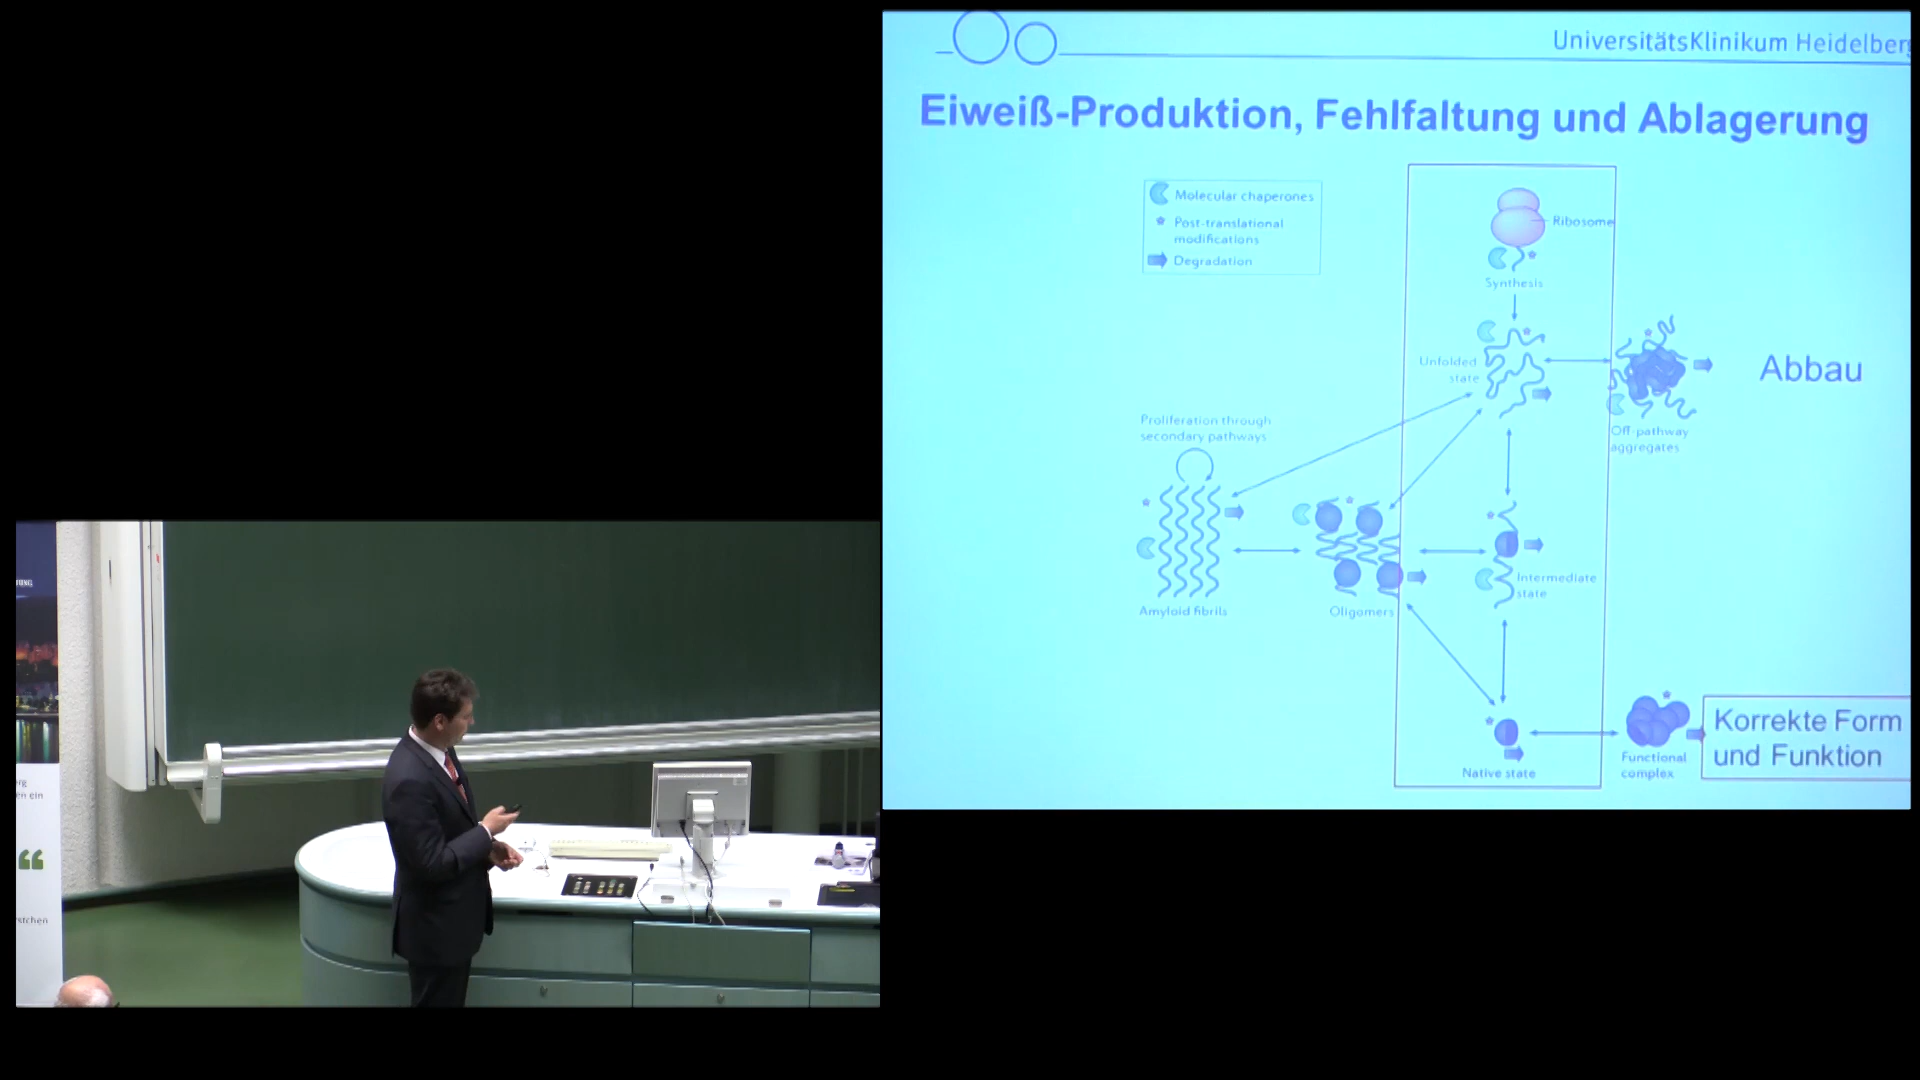 UniversitätsKlinikum Heidelberg
Eiweiß-Produktion, Fehlfaltung und Ablagerung
Molecular chaperones
Post-translational
modifications
Degradation
Ribosome
Synthesis
Unfolded
state
Abbau
Off-pathway
aggregates
Proliferation through
secondary pathways
Amyloid fibrils
Oligomers
Intermediate
state
Native state
Functional
complex
Korrekte Form
und Funktion
en ein